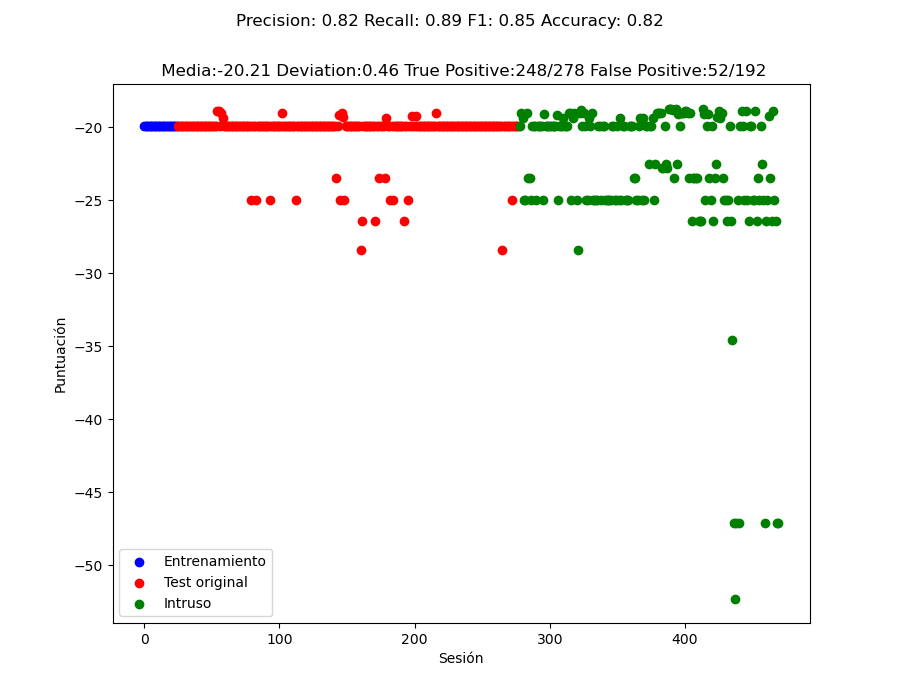 Precision: 0.82 Recall: 0.89 F1: 0.85 Accuracy: 0.82
Media:-20.21 Deviation:0.46 True Positive:248/278 False Positive:52/192
Puntuación
−20
−25
−30
−35
−40
−45
−50
Entrenamiento
Test original
Intruso
0 100 200 300 400
Sesión